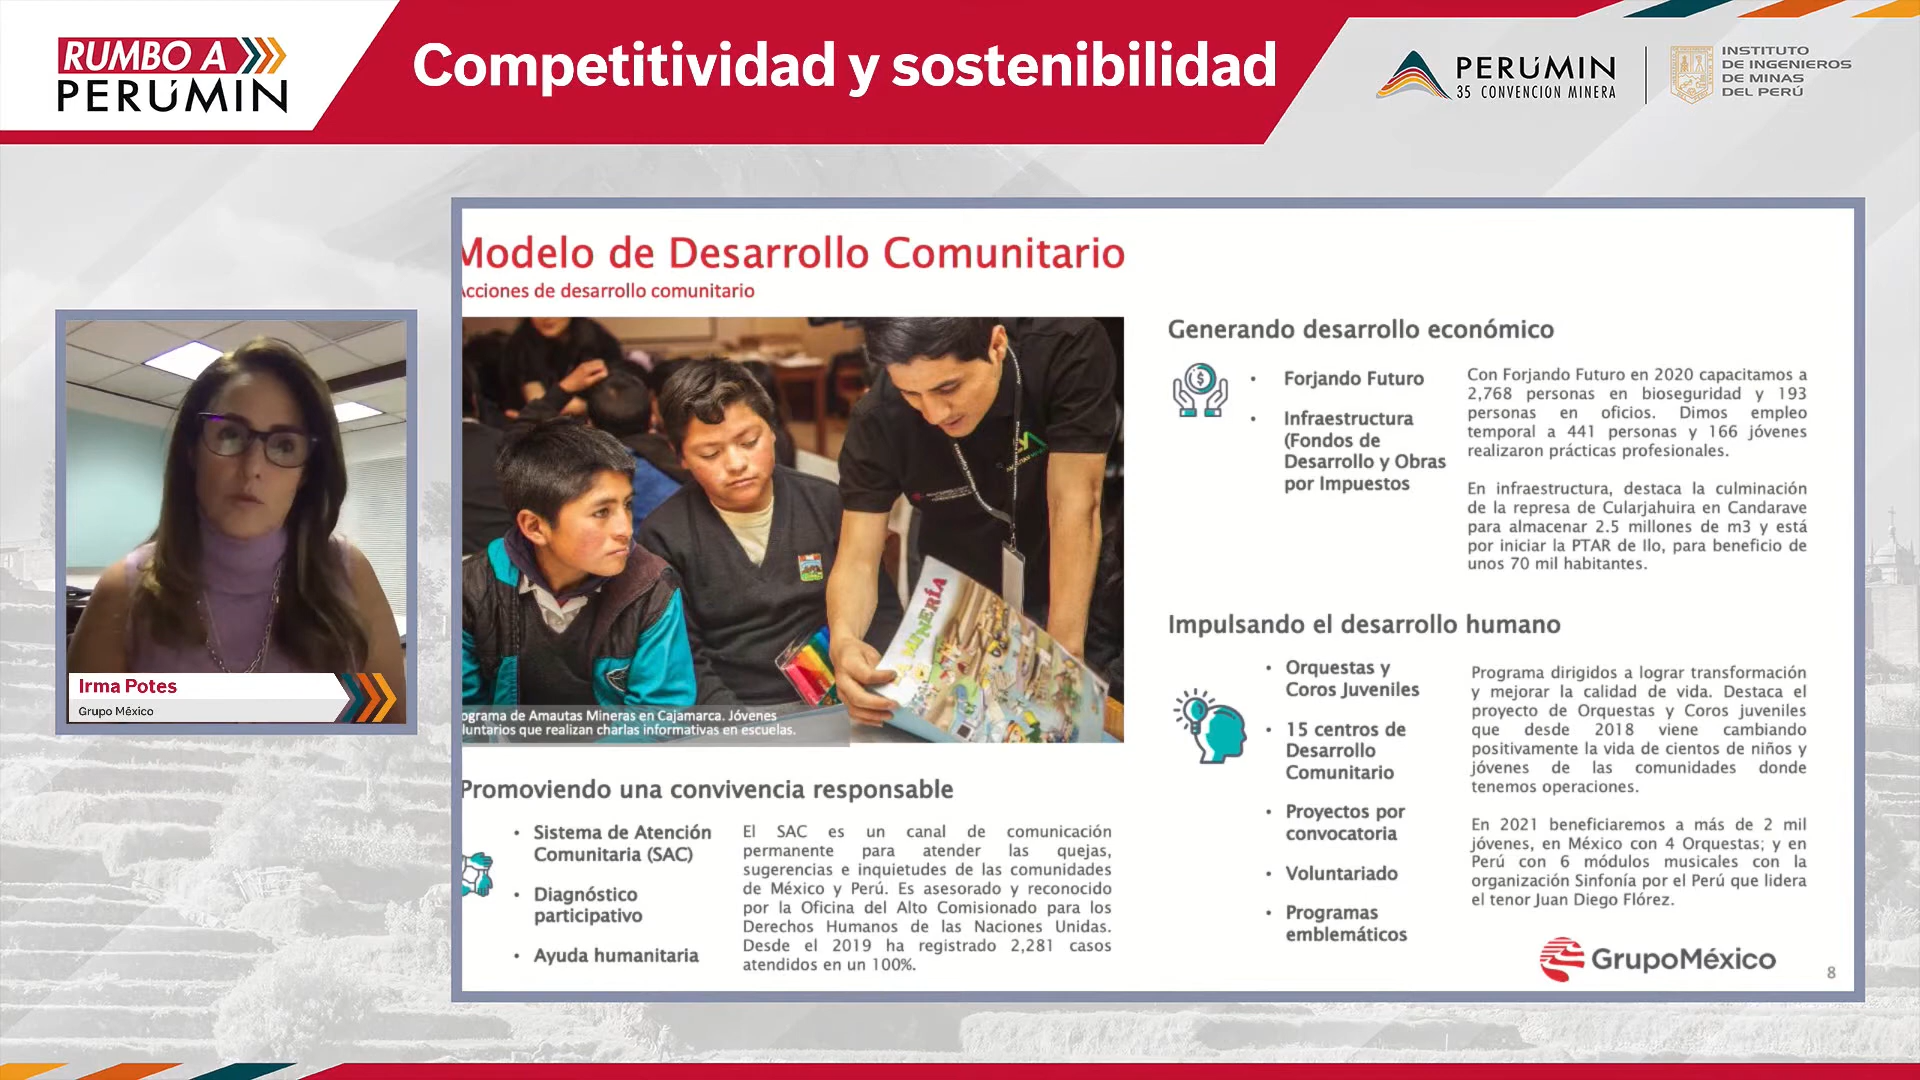 RUMBO A
PERÚMIN
Competitividad y sostenibilidad
PERÚMIN
35 CONVENCIÓN MINERA
INSTITUTO
DE INGENIEROS
DE MINAS
DEL PERÚ
Modelo de Desarrollo Comunitario
Acciones de desarrollo comunitario
MINERÍA
ograma de Amautas Mineras en Cajamarca. Jóvenes
luntarios que realizan charlas informativas en escuelas.
Irma Potes
Grupo México
Promoviendo una convivencia responsable
• Sistema de Atención
Comunitaria (SAC)
• Diagnóstico
participativo
• Ayuda humanitaria
El SAC es un canal de comunicación
permanente para atender las quejas,
sugerencias e inquietudes de las comunidades
de México y Perú. Es asesorado y reconocido
por la Oficina del Alto Comisionado para los
Derechos Humanos de las Naciones Unidas.
Desde el 2019 ha registrado 2,281 casos
atendidos en un 100%.
Generando desarrollo económico
• Forjando Futuro
• Infraestructura
(Fondos de
Desarrollo y Obras
por Impuestos
Con Forjando Futuro en 2020 capacitamos a
2,768 personas en bioseguridad y 193
personas en oficios. Dimos empleo
temporal a 441 personas y 166 jóvenes
realizaron prácticas profesionales.
En infraestructura, destaca la culminación
de la represa de Cularjahuira en Candarave
para almacenar 2.5 millones de m3 y está
por iniciar la PTAR de Ilo, para beneficio de
unos 70 mil habitantes.
Impulsando el desarrollo humano
• Orquestas y
Coros Juveniles
• 15 centros de
Desarrollo
Comunitario
• Proyectos por
convocatoria
• Voluntariado
• Programas
emblemáticos
Programa dirigidos a lograr transformación
y mejorar la calidad de vida. Destaca el
proyecto de Orquestas y Coros juveniles
que desde 2018 viene cambiando
positivamente la vida de cientos de niños y
jóvenes de las comunidades donde
tenemos operaciones.
En 2021 beneficiaremos a más de 2 mil
jóvenes, en México con 4 Orquestas; y en
Perú con 6 módulos musicales con la
organización Sinfonía por el Perú que lidera
el tenor Juan Diego Flórez.
GrupoMéxico
8